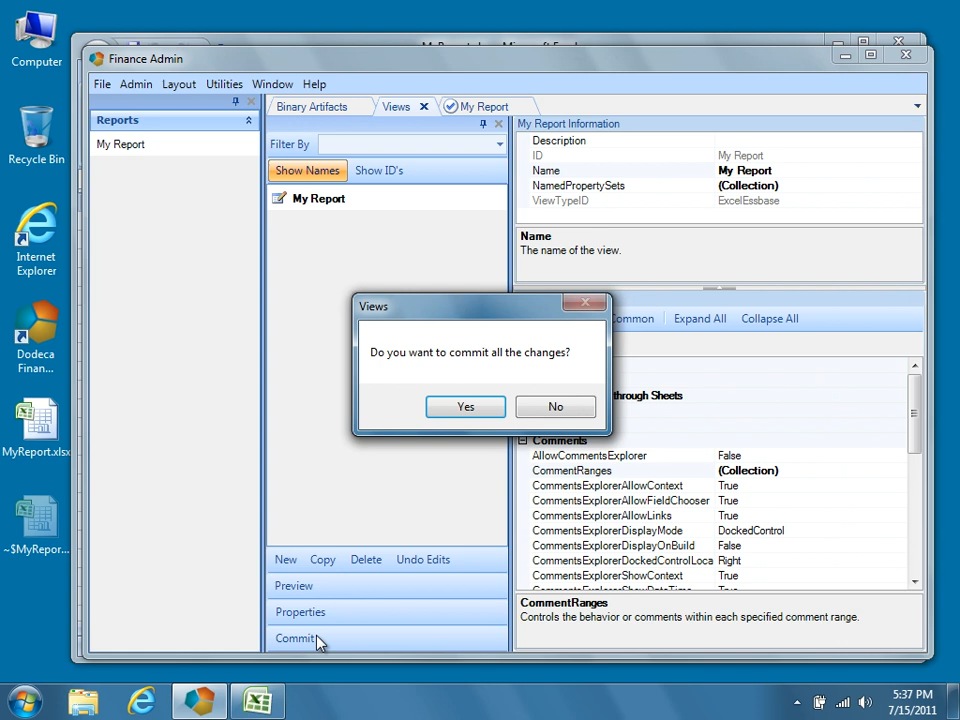 Computer
Recycle Bin
Internet
Explorer
Dodeca
Finan...
MyReport.xlsx
~$MyRepor...
Finance Admin
File Admin Layout Utilities Window Help
Reports
My Report
Binary Artifacts Views My Report
Filter By
Show Names Show ID's
My Report
New Copy Delete Undo Edits
Preview
Properties
Commit
My Report Information
Description
ID My Report
Name My Report
NamedPropertySets (Collection)
ViewTypeID ExcelEssbase
Name
The name of the view.
Common Expand All Collapse All
through Sheets
Comments
AllowCommentsExplorer False
CommentRanges (Collection)
CommentsExplorerAllowContext True
CommentsExplorerAllowFieldChooser True
CommentsExplorerAllowLinks True
CommentsExplorerDisplayMode DockedControl
CommentsExplorerDisplayOnBuild False
CommentsExplorerDockedControlLoca Right
CommentsExplorerShowContext True
CommentRanges
Controls the behavior or comments within each specified comment range.
Views
Do you want to commit all the changes?
Yes No
5:37 PM
7/15/2011